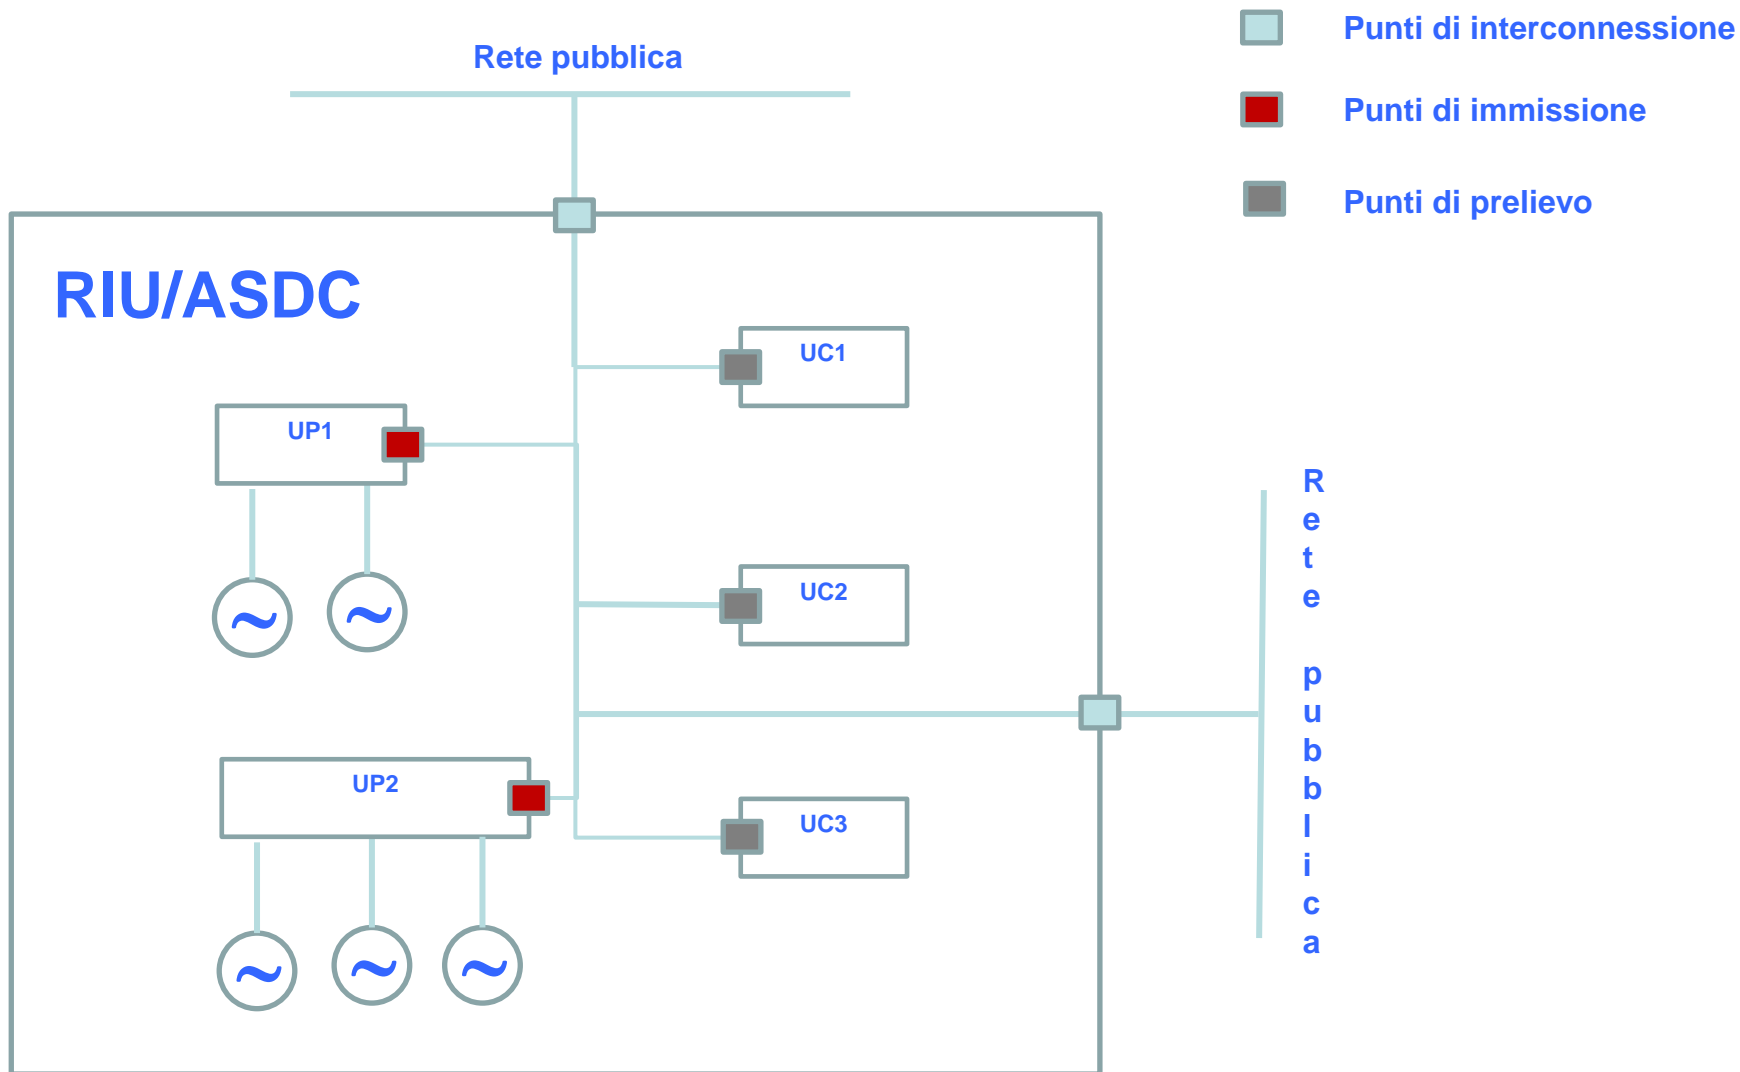 Punti di interconnessione
Rete pubblica
Punti di immissione
Punti di prelievo
RIU/ASDC
UC1
UP1
R
e
t
e
p
u
b
b
l
i
c
a
UC2
UP2
UC3
~
~
~
~
~